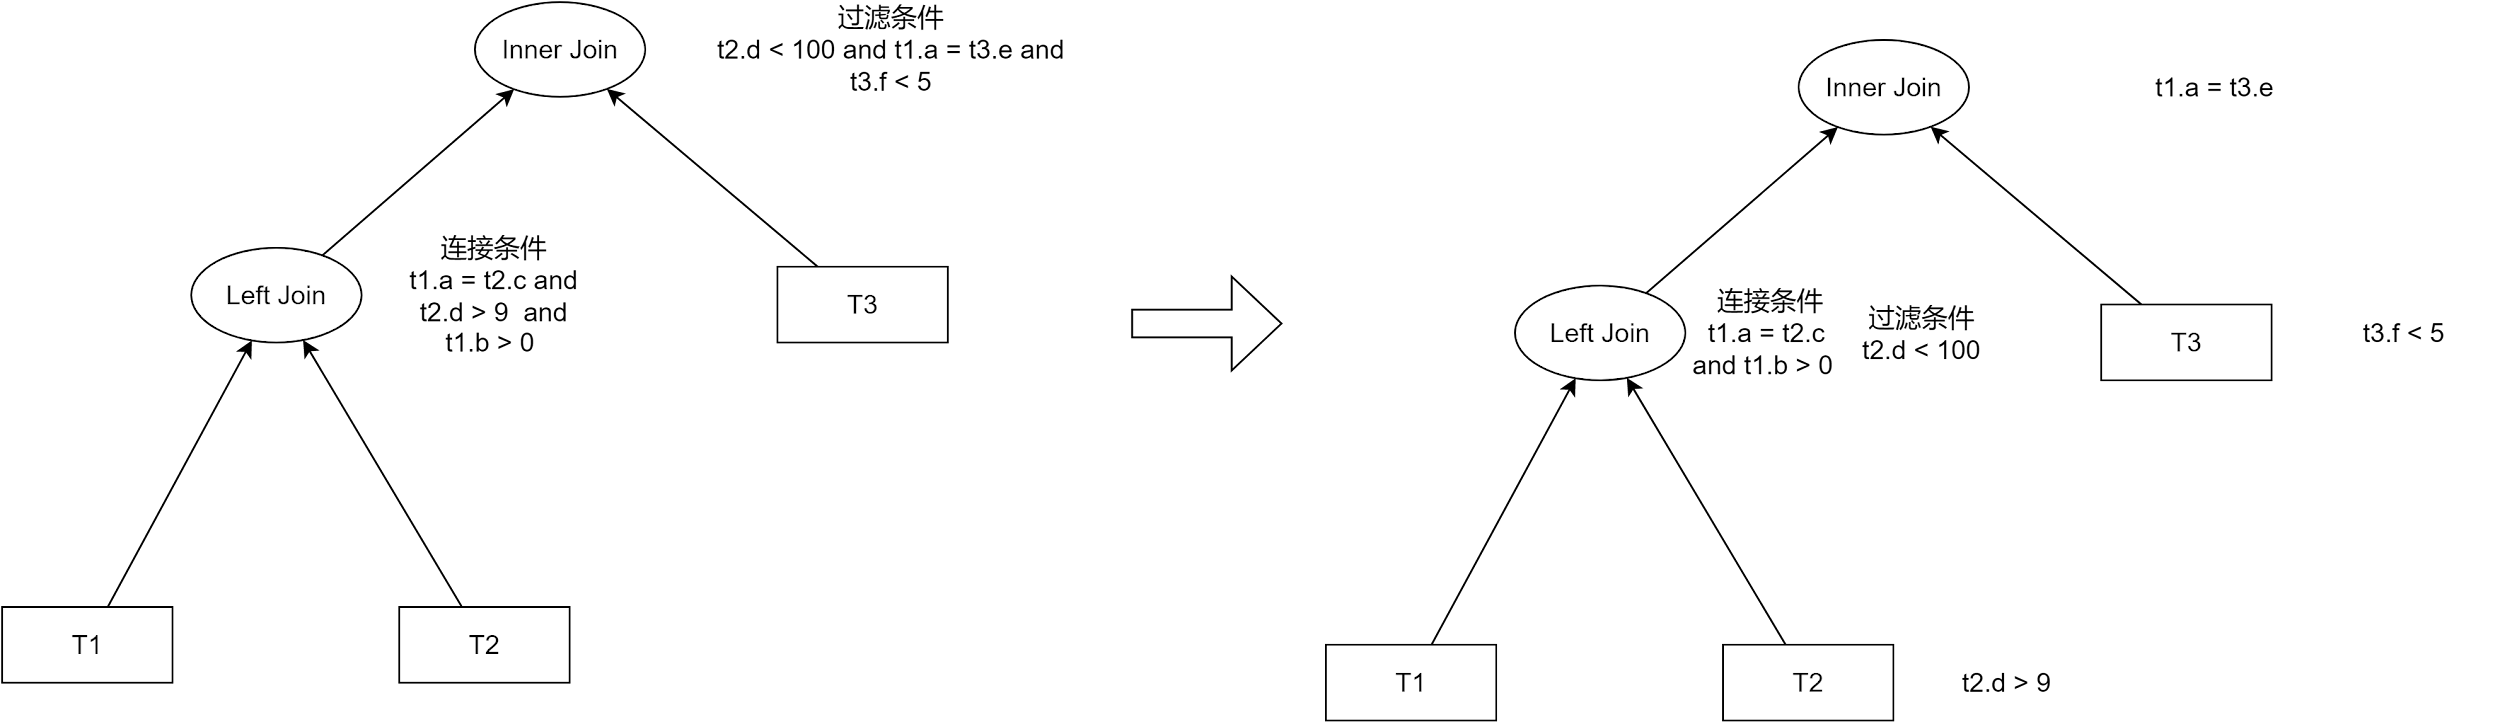 过滤条件
t2.d < 100 and t1.a = t3.e and
t3.f < 5
Inner Join
连接条件
t1.a = t2.c and
t2.d > 9  and
t1.b > 0
Left Join
T3
T1
T2
Inner Join
t1.a = t3.e
连接条件
t1.a = t2.c
and t1.b > 0
过滤条件
t2.d < 100
Left Join
T3
t3.f < 5
T1
T2
t2.d > 9